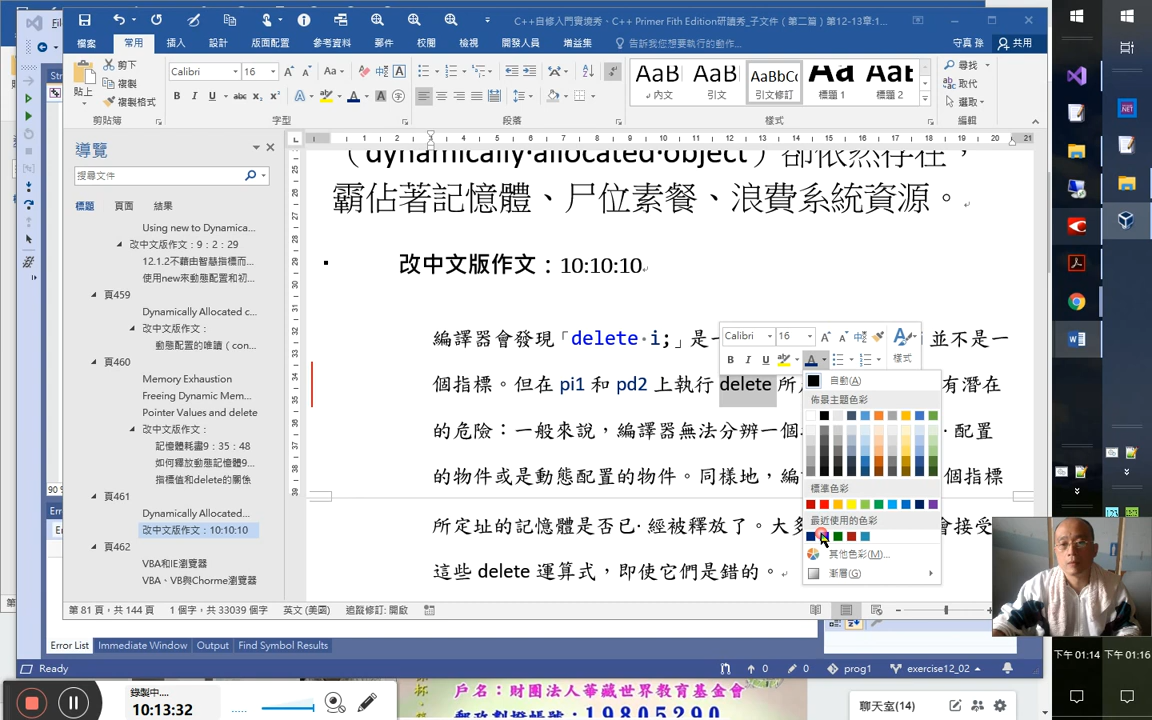 C++自修入門實燒秀、C++ Primer Fith Edition研讀秀_子文件（第二篇）第12-13章:1...
檔案 常用 插入 設計 版面配置 參考資料 郵件 校閱 檢視 開發人員 增益集 告訴我您想要執行的動作... 守真 孫 共用
貼上 剪下 複製 複製格式 剪貼簿
Calibri 16 字型
段落
AaB AaB AaBbCc AaB AaB
內文 引文 引文修訂 標題 1 標題 2
樣式
尋找 取代 選取 編輯
導覽
搜尋文件
標題 頁面 結果
Using new to Dynamica...
改中文版作文：9：2：29
12.1.2不藉由智慧指標而...
使用new來動態配置和初...
頁459
Dynamically Allocated c...
改中文版作文：
動態配置的唯讀（con...
頁460
Memory Exhaustion
Freeing Dynamic Mem...
Pointer Values and delete
改中文版作文：
記憶體耗盡9：35：48
如何釋放動態記憶體9...
指標值和delete的關係
頁461
Dynamically Allocated...
改中文版作文：10:10:10
頁462
VBA和IE瀏覽器
VBA、VB與Chorme瀏覽器
（dynamically·allocated·object）卻依然存在，
霸佔著記憶體、尸位素餐、浪費系統資源。
改中文版作文：10:10:10
編譯器會發現「delete·i;」是一
並不是一
個指標。但在 pi1 和 pd2 上執行 delete 所
有潛在
的危險：一般來說，編譯器無法分辨一個
配置
的物件或是動態配置的物件。同樣地，編
個指標
所定址的記憶體是否已· 經被釋放了。大多
會接受
這些 delete 運算式，即使它們是錯的。
Calibri 16
樣式
自動(A)
佈景主題色彩
標準色彩
最近使用的色彩
其他色彩(M)...
漸層(G)
第 81 頁，共 144 頁 1 個字，共 33039 個字 英文 (美國) 追蹤修訂: 開啟
Error List Immediate Window Output Find Symbol Results
Ready 0 0 prog1 exercise12_02
錄製中....
10:13:32
戶名：財團法人華藏世界教育基金會
郵政劃撥帳號：19805290
聊天室(14)
下午 01:14 下午 01:16